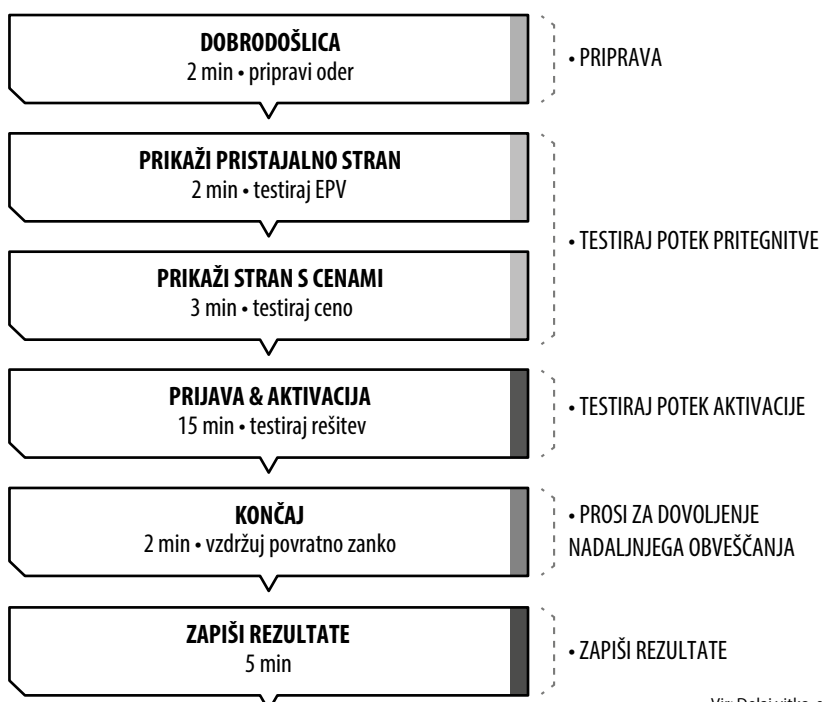 DOBRODOŠLICA
2 min • pripravi oder
• PRIPRAVA
PRIKAŽI PRISTAJALNO STRAN
2 min • testiraj EPV
• TESTIRAJ POTEK PRITEGNITVE
PRIKAŽI STRAN S CENAMI
3 min • testiraj ceno
PRIJAVA & AKTIVACIJA
15 min • testiraj rešitev
• TESTIRAJ POTEK AKTIVACIJE
KONČAJ
2 min • vzdržuj povratno zanko
• PROSI ZA DOVOLJENJE
NADALJNJEGA OBVEŠČANJA
ZAPIŠI REZULTATE
5 min
• ZAPIŠI REZULTATE